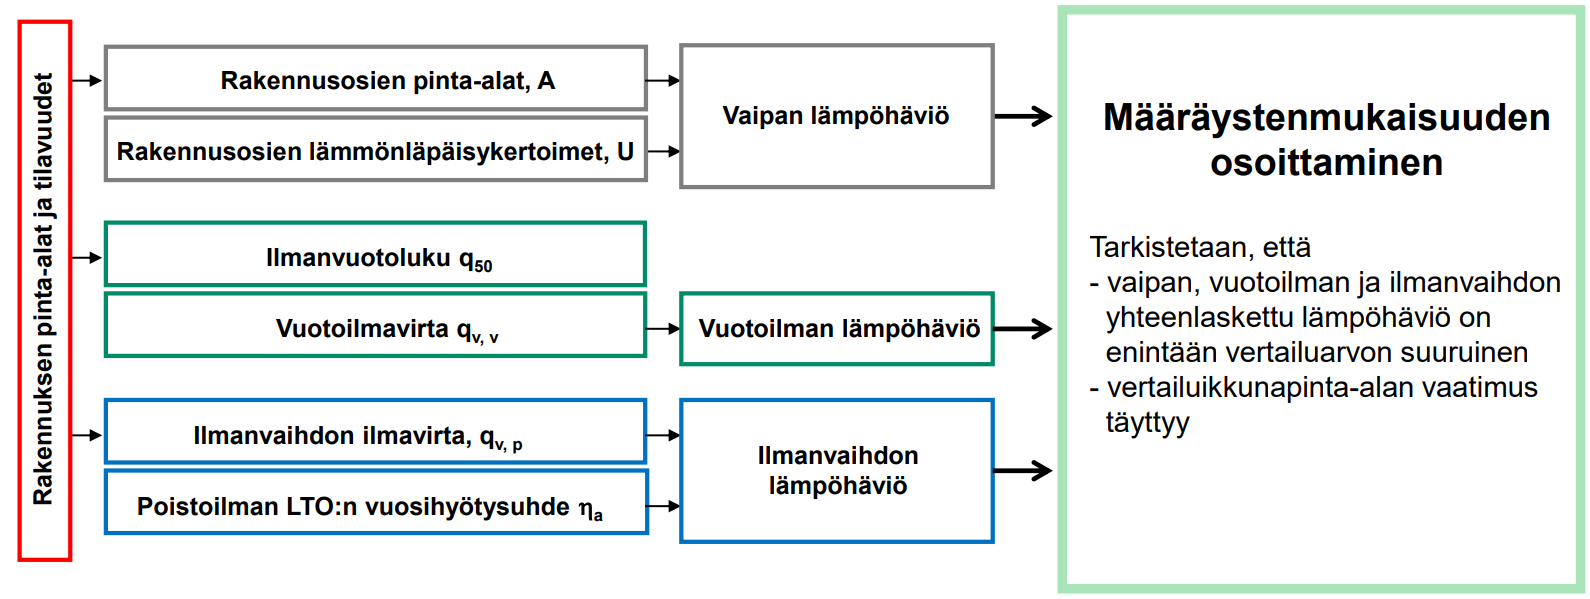 Rakennuksen pinta-alat ja tilavuudet
Rakennusosien pinta-alat, A
Rakennusosien lämmönläpäisykertoimet, U
Vaipan lämpöhäviö
Ilmanvuotoluku q50
Vuotoilmavirta qv, v
Vuotoilman lämpöhäviö
Ilmanvaihdon ilmavirta, qv, p
Poistoilman LTO:n vuosihyötysuhde ηa
Ilmanvaihdon
lämpöhäviö
Määräystenmukaisuuden
osoittaminen
Tarkistetaan, että
- vaipan, vuotoilman ja ilmanvaihdon
yhteenlaskettu lämpöhäviö on
enintään vertailuarvon suuruinen
- vertailuikkunapinta-alan vaatimus
täyttyy